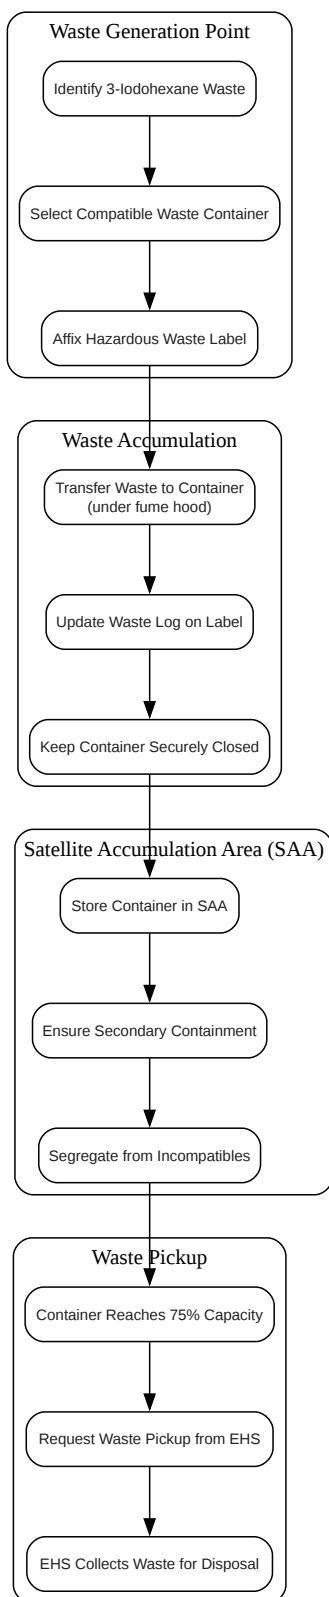 Waste Generation Point
Identify 3-Iodohexane Waste
Select Compatible Waste Container
Affix Hazardous Waste Label
Waste Accumulation
Transfer Waste to Container
(under fume hood)
Update Waste Log on Label
Keep Container Securely Closed
Satellite Accumulation Area (SAA)
Store Container in SAA
Ensure Secondary Containment
Segregate from Incompatibles
Waste Pickup
Container Reaches 75% Capacity
Request Waste Pickup from EHS
EHS Collects Waste for Disposal